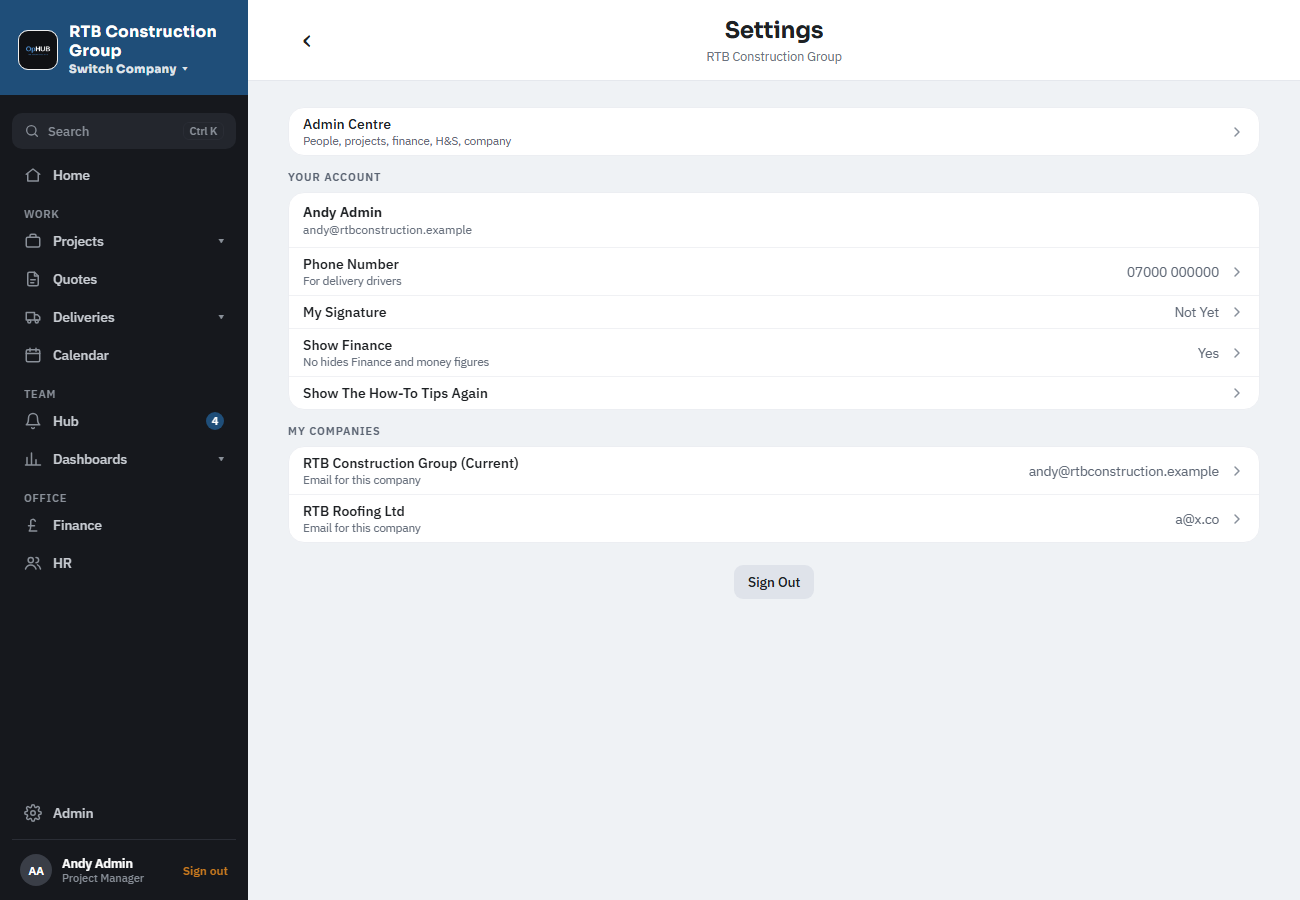 OpHUB
RTB Construction
Group
Switch Company
Search
Ctrl K
Home
WORK
Projects
Quotes
Deliveries
Calendar
TEAM
Hub
4
Dashboards
OFFICE
£
Finance
HR
Admin
AA
Andy Admin
Project Manager
Sign out
Settings
RTB Construction Group
Admin Centre
People, projects, finance, H&S, company
YOUR ACCOUNT
Andy Admin
andy@rtbconstruction.example
Phone Number
For delivery drivers
07000 000000
My Signature
Not Yet
Show Finance
No hides Finance and money figures
Yes
Show The How-To Tips Again
MY COMPANIES
RTB Construction Group (Current)
Email for this company
andy@rtbconstruction.example
RTB Roofing Ltd
Email for this company
a@x.co
Sign Out